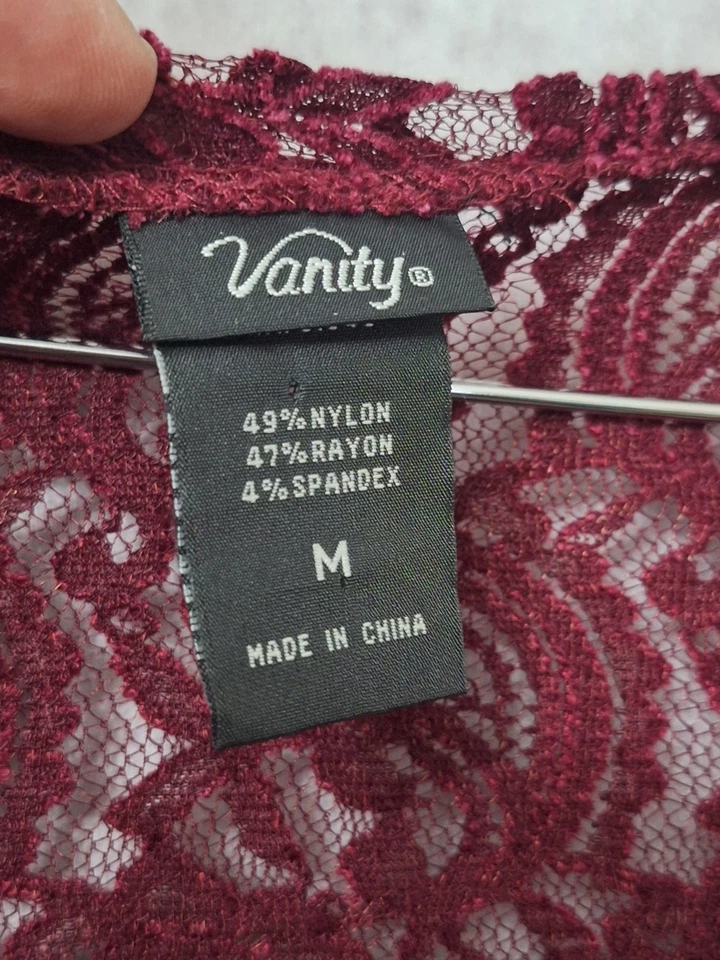 Vanity®
49%NYLON
47%RAYON
4%SPANDEX
M
MADE IN CHINA